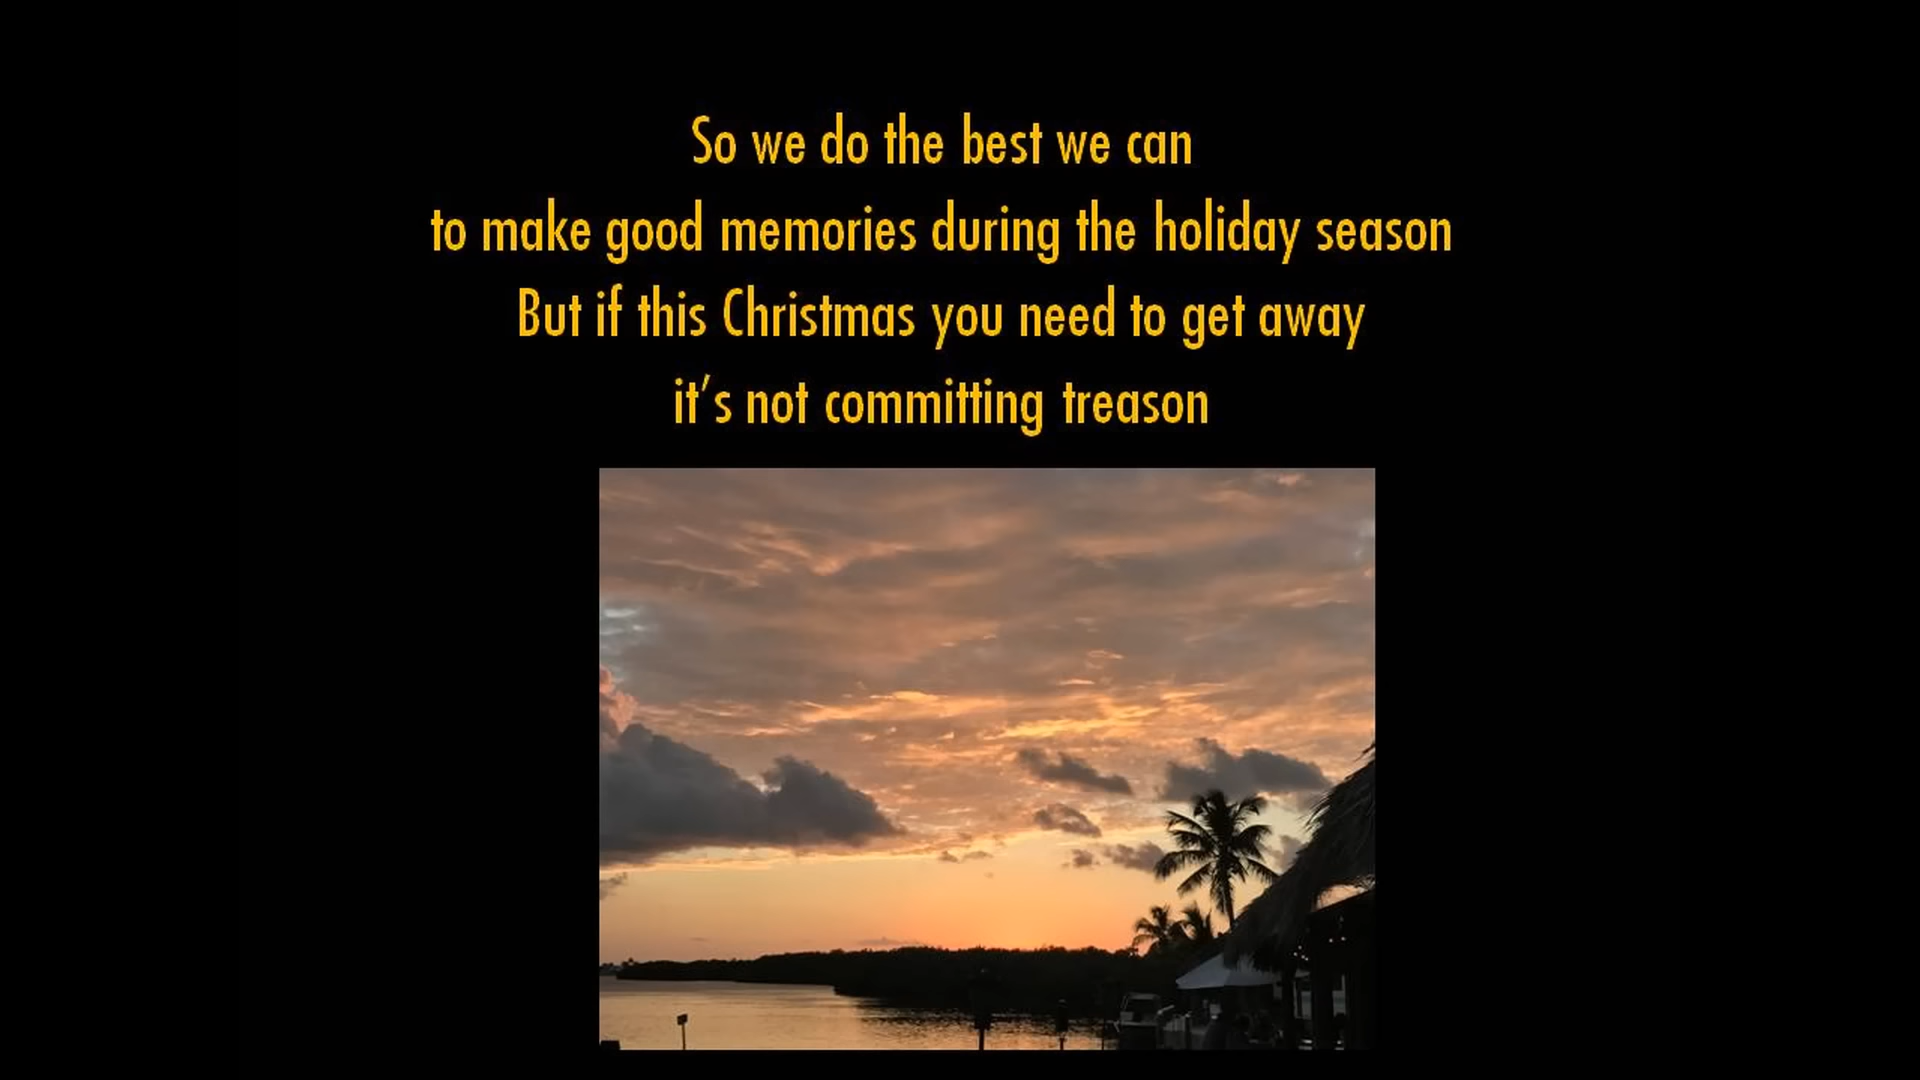 So we do the best we can
to make good memories during the holiday season
But if this Christmas you need to get away
it’s not committing treason